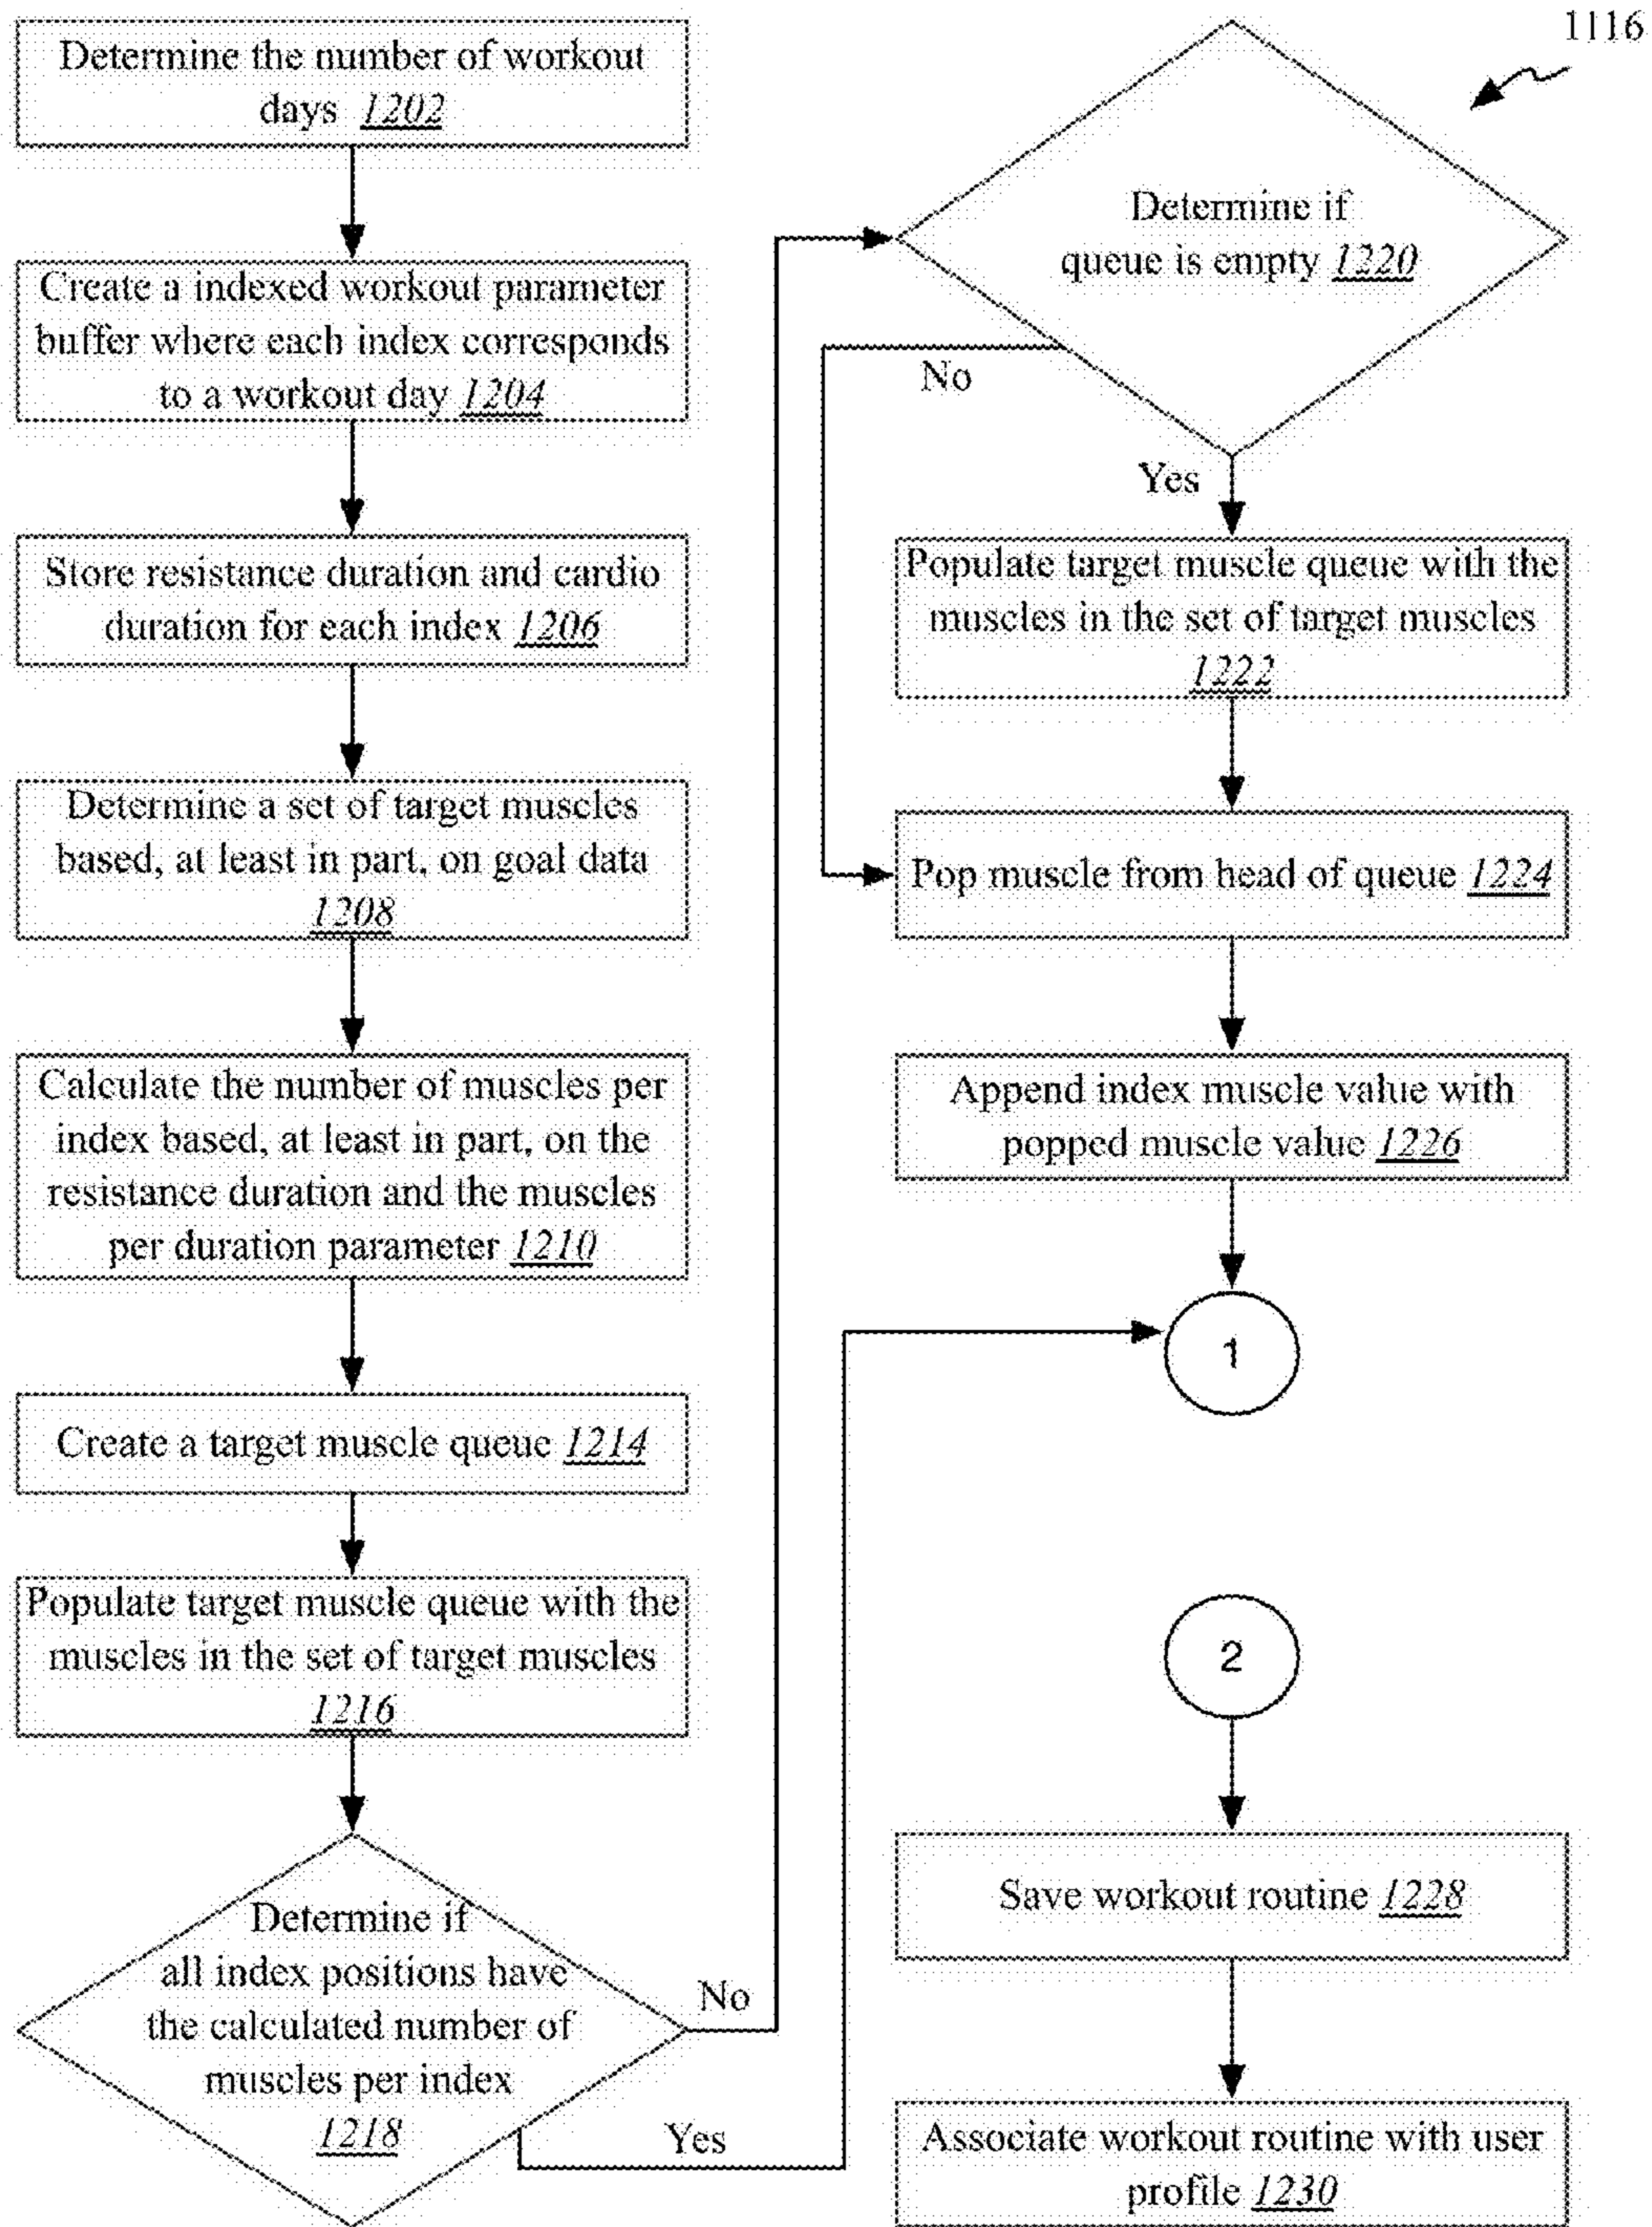 Determine the number of workout
days 1202
Create a indexed workout parameter
buffer where each index corresponds
to a workout day 1204
Store resistance duration and cardio
duration for each index 1206
Determine a set of target muscles
based, at least in part, on goal data
1208
Calculate the number of muscles per
index based, at least in part, on the
resistance duration and the muscles
per duration parameter 1210
Create a target muscle queue 1214
Populate target muscle queue with the
muscles in the set of target muscles
1216
Determine if
all index positions have
the calculated number of
muscles per index
1218
No
Yes
1116
Determine if
queue is empty 1220
No
Yes
Populate target muscle queue with the
muscles in the set of target muscles
1222
Pop muscle from head of queue 1224
Append index muscle value with
popped muscle value 1226
1
2
Save workout routine 1228
Associate workout routine with user
profile 1230